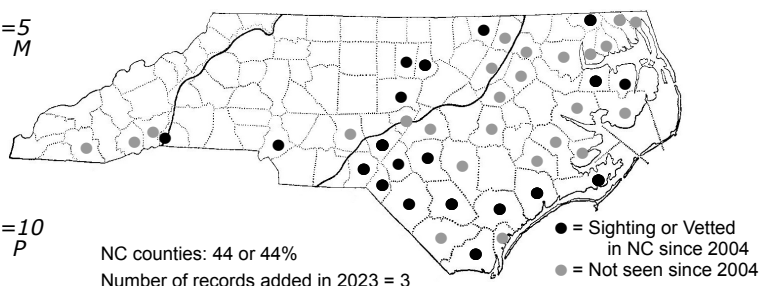 =5
M
=10
P
NC counties: 44 or 44%
Number of records added in 2023 = 3
● = Sighting or Vetted
in NC since 2004
● = Not seen since 2004